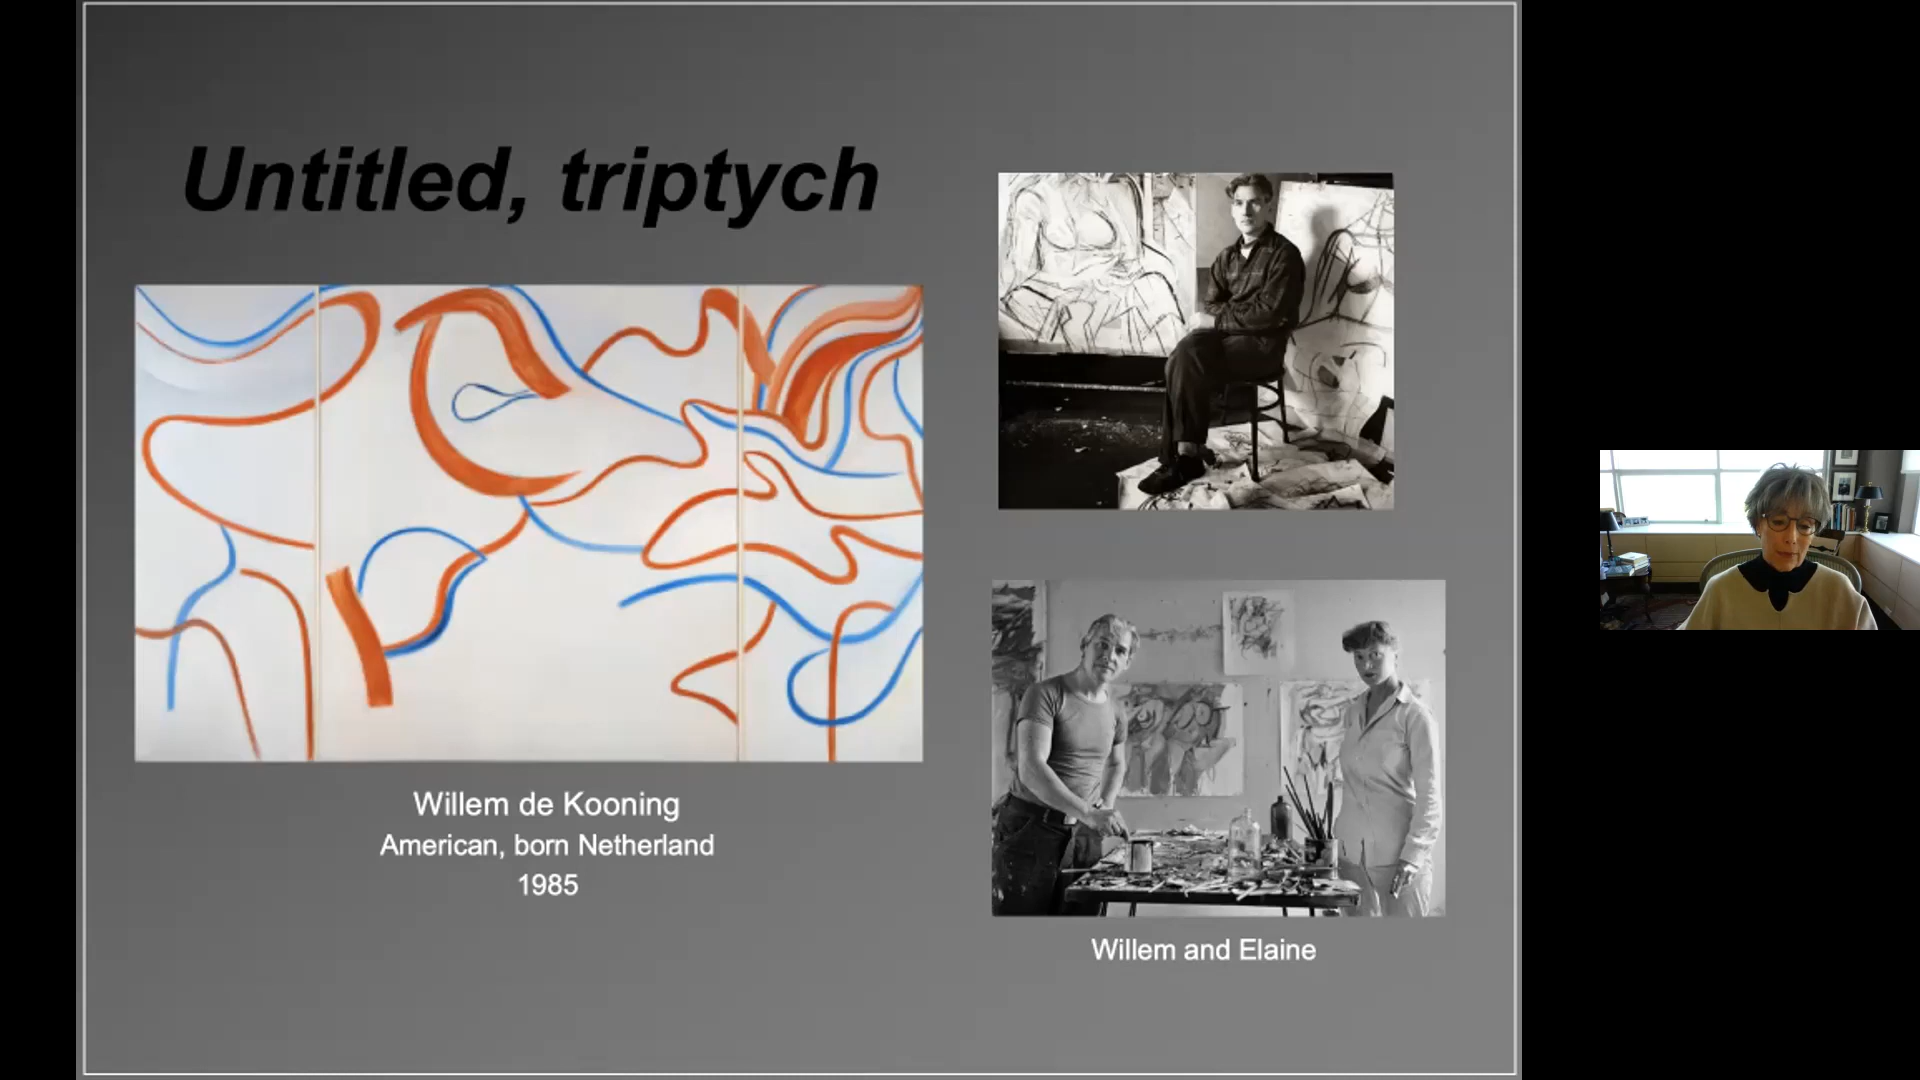 Untitled, triptych
Willem de Kooning
American, born Netherland
1985
Willem and Elaine